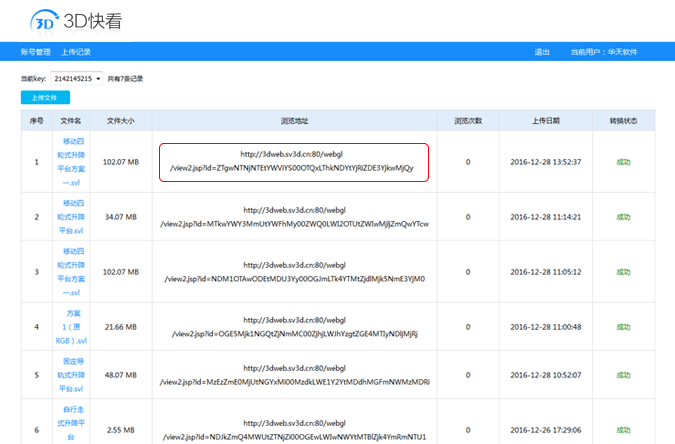 3D 3D快看
账号管理 上传记录 退出 当前用户：华天软件
当前key: 2142145215 共有7条记录
上传文件
序号 文件名 文件大小 浏览地址 浏览次数 上传日期 转换状态
移动四
轮式升降
平台方案
一.svl
1 102.07 MB
http://3dweb.sv3d.cn:80/webgl
/view2.jsp?id=ZTgwNTNjNTEtYWViYS00OTQxLThkNDYtYjRlZDE3YjkwMjQy
0 2016-12-28 13:52:37 成功
移动四
轮式升降
平台.svl
2 34.07 MB
http://3dweb.sv3d.cn:80/webgl
/view2.jsp?id=MTkwYWY3MmUtYWFhMy00ZWQ0LWI2OTUtZWIwMjljZmQwYTcw
0 2016-12-28 11:14:21 成功
移动四
轮式升降
平台方案
一.svl
3 102.07 MB
http://3dweb.sv3d.cn:80/webgl
/view2.jsp?id=NDM1OTAwODEtMDU3Yy00OGJmLTk4YTMtZjdlMjk5NmE3YjM0
0 2016-12-28 11:05:12 成功
方案
1（原
RGB）.svl
4 21.66 MB
http://3dweb.sv3d.cn:80/webgl
/view2.jsp?id=OGE5Mjk1NGQtZjNmMC00ZjhjLWJhYzgtZGE4MTIyNDljMjRj
0 2016-12-28 11:00:48 成功
固定导
轨式升降
平台.svl
5 48.07 MB
http://3dweb.sv3d.cn:80/webgl
/view2.jsp?id=MzEzZmE0MjUtNGYxMi00MzdkLWE1Y2YtMDdhMGFmNWMzMDRi
0 2016-12-28 10:52:07 成功
自行走
式升降平
台
6 2.55 MB
http://3dweb.sv3d.cn:80/webgl
/view2.jsp?id=NDJkZmQ4MWUtZTNjZi00OGEwLWIwNWYtMTBlZjk4YmRmNTU1
0 2016-12-26 17:29:06 成功